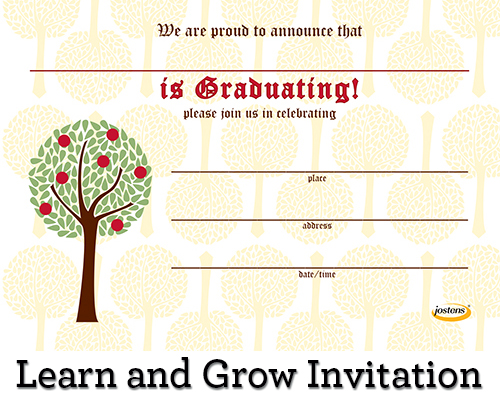 We are proud to announce that
is Graduating!
please join us in celebrating
place
address
date/time
jostens®
Learn and Grow Invitation